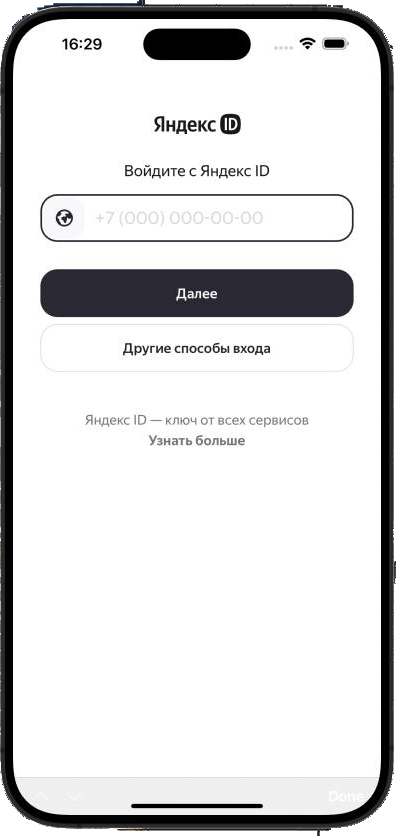 16:29
Яндекс ID
Войдите с Яндекс ID
+7 (000) 000-00-00
Далее
Другие способы входа
Яндекс ID — ключ от всех сервисов
Узнать больше
Done